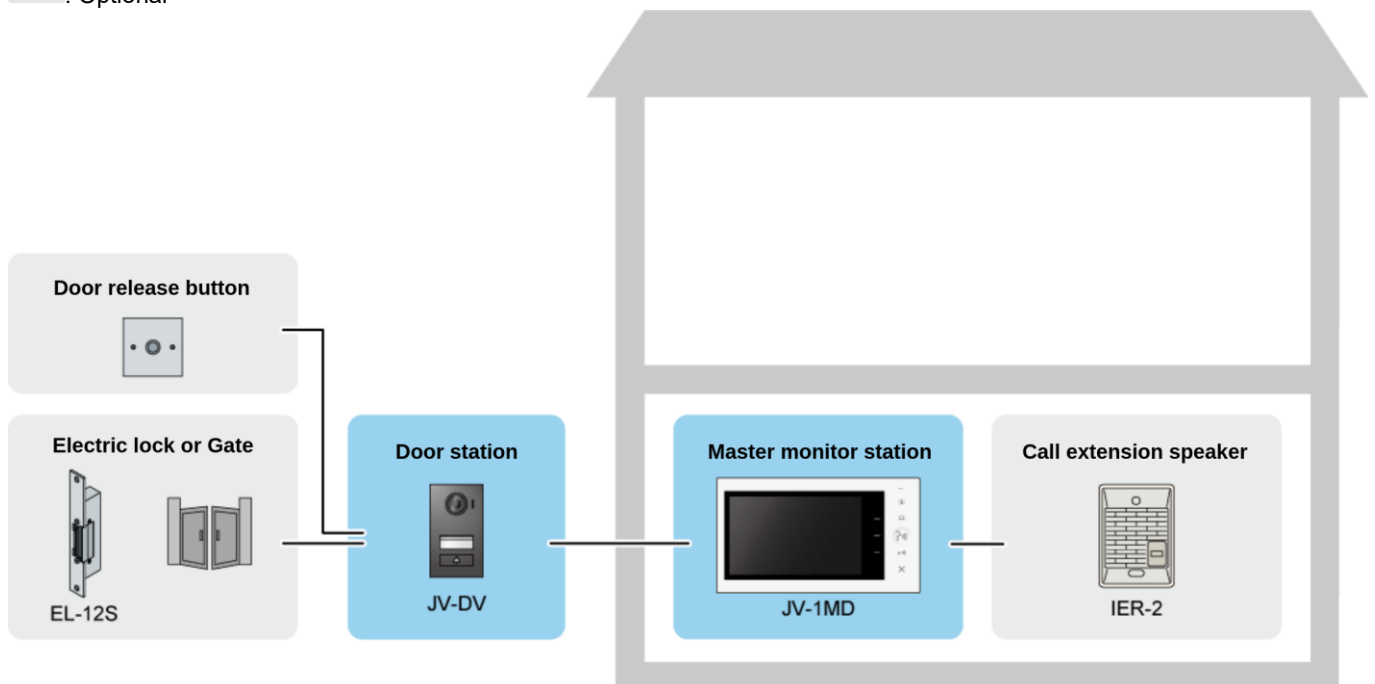 : Optional
Door release button
Electric lock or Gate
EL-12S
Door station
JV-DV
Master monitor station
JV-1MD
Call extension speaker
IER-2